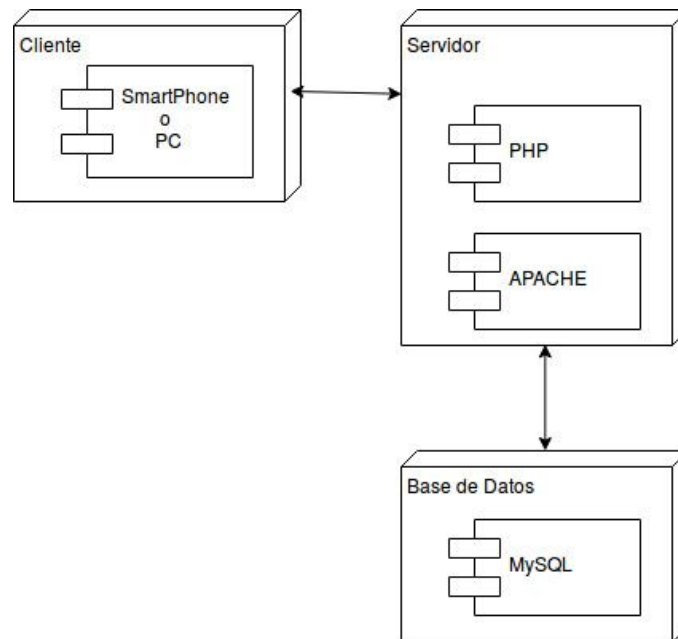 Cliente
SmartPhone
o
PC
Servidor
PHP
APACHE
Base de Datos
MySQL